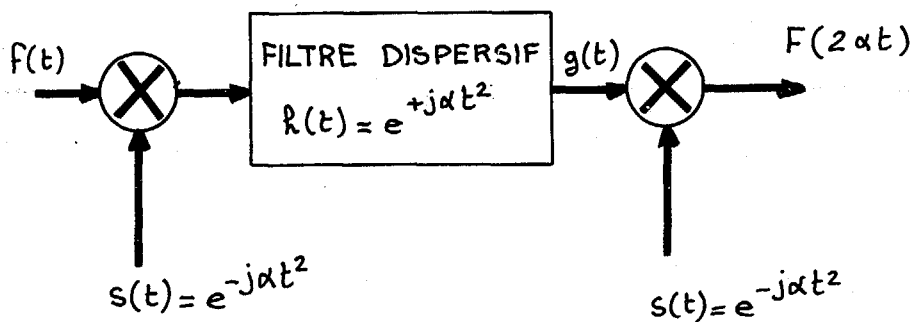 f(t)
FILTRE DISPERSIF
h(t) = e^{+jαt²}
g(t)
F(2αt)
s(t) = e^{-jαt²}
s(t) = e^{-jαt²}